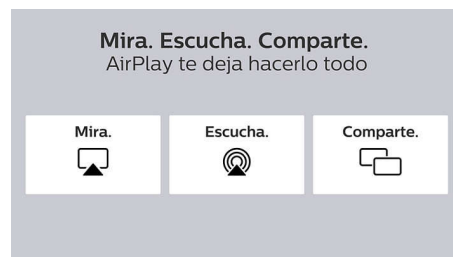 Mira. Escucha. Comparte.
AirPlay te deja hacerlo todo
Mira.
Escucha.
Comparte.